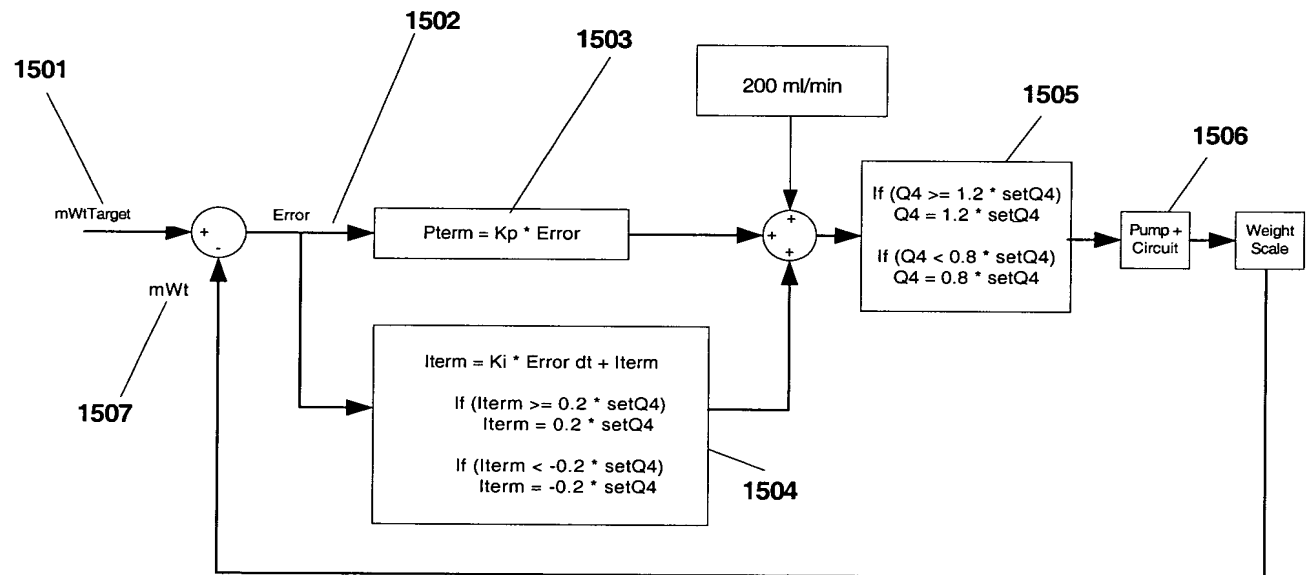 1502
1503
1501
200 ml/min
1505
1506
mWtTarget
Error
+
-
Pterm = Kp * Error
+
+
+
If (Q4 >= 1.2 * setQ4)
Q4 = 1.2 * setQ4
If (Q4 < 0.8 * setQ4)
Q4 = 0.8 * setQ4
Pump +
Circuit
Weight
Scale
mWt
1507
Iterm = Ki * Error dt + Iterm
If (Iterm >= 0.2 * setQ4)
Iterm = 0.2 * setQ4
If (Iterm < -0.2 * setQ4)
Iterm = -0.2 * setQ4
1504